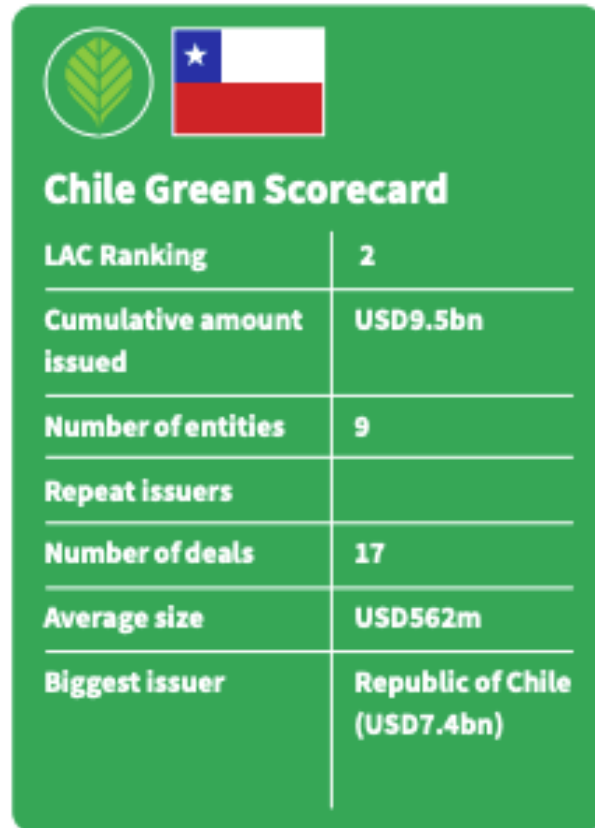 Chile Green Scorecard
LAC Ranking 2
Cumulative amount USD9.5bn
issued
Number of entities 9
Repeat issuers
Number of deals 17
Average size USD562m
Biggest issuer Republic of Chile
(USD7.4bn)